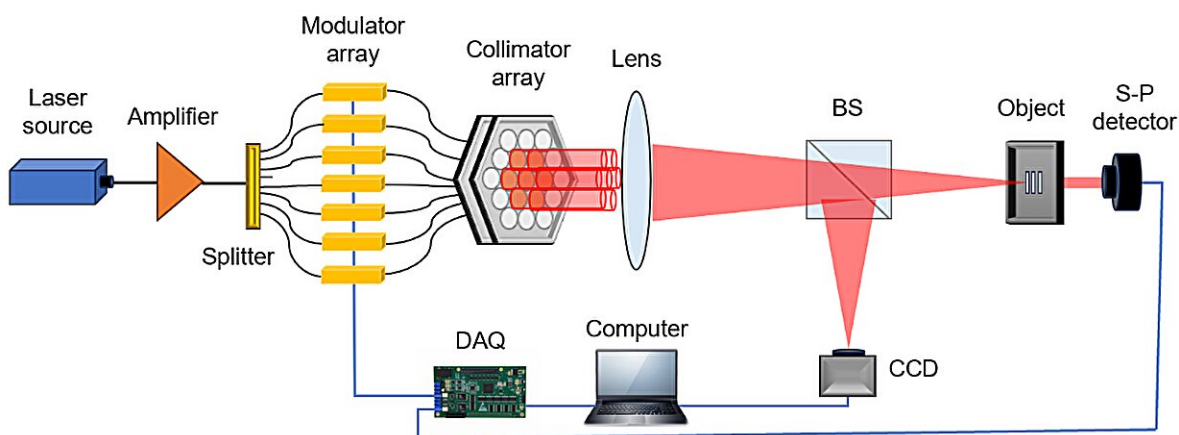 Modulator
array
Collimator
array
Lens
Laser
source
Amplifier
BS
Object
S-P
detector
Splitter
DAQ
Computer
CCD